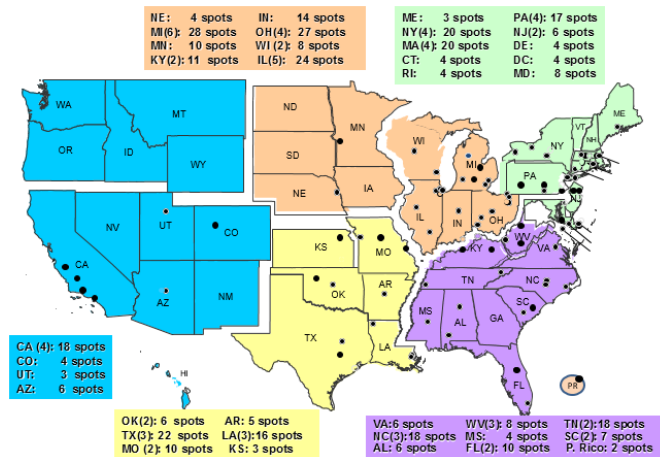 NE: 4 spots IN: 14 spots
MI(6) 28 spots OH(4) 27 spots
MN: 10 spots WI (2) 8 spots
KY(2): 11 spots IL(5) 24 spots
ME: 3 spots PA(4): 17 spots
NY(4) 20 spots NJ(2): 6 spots
MA(4) 20 spots DE: 4 spots
CT: 4 spots DC: 4 spots
RI: 4 spots MD: 8 spots
WA
MT
ND
MN
ME
VT
NH
OR
ID
WI
NY
MI
SD
WY
IA
PA
NE
NJ
IL
IN
OH
NV
UT
CO
KS
MO
WV
VA
KY
CA
TN
NC
AZ
NM
OK
AR
SC
MS
AL
GA
TX
LA
FL
HI
PR
CA (4): 18 spots
CO: 4 spots
UT: 3 spots
AZ: 6 spots
OK(2): 6 spots AR: 5 spots
TX(3): 22 spots LA(3):16 spots
MO (2): 10 spots KS: 3 spots
VA:6 spots WV(3): 8 spots TN(2):18 spots
NC(3):18 spots MS: 4 spots SC(2): 7 spots
AL: 6 spots FL(2): 10 spots P. Rico: 2 spots